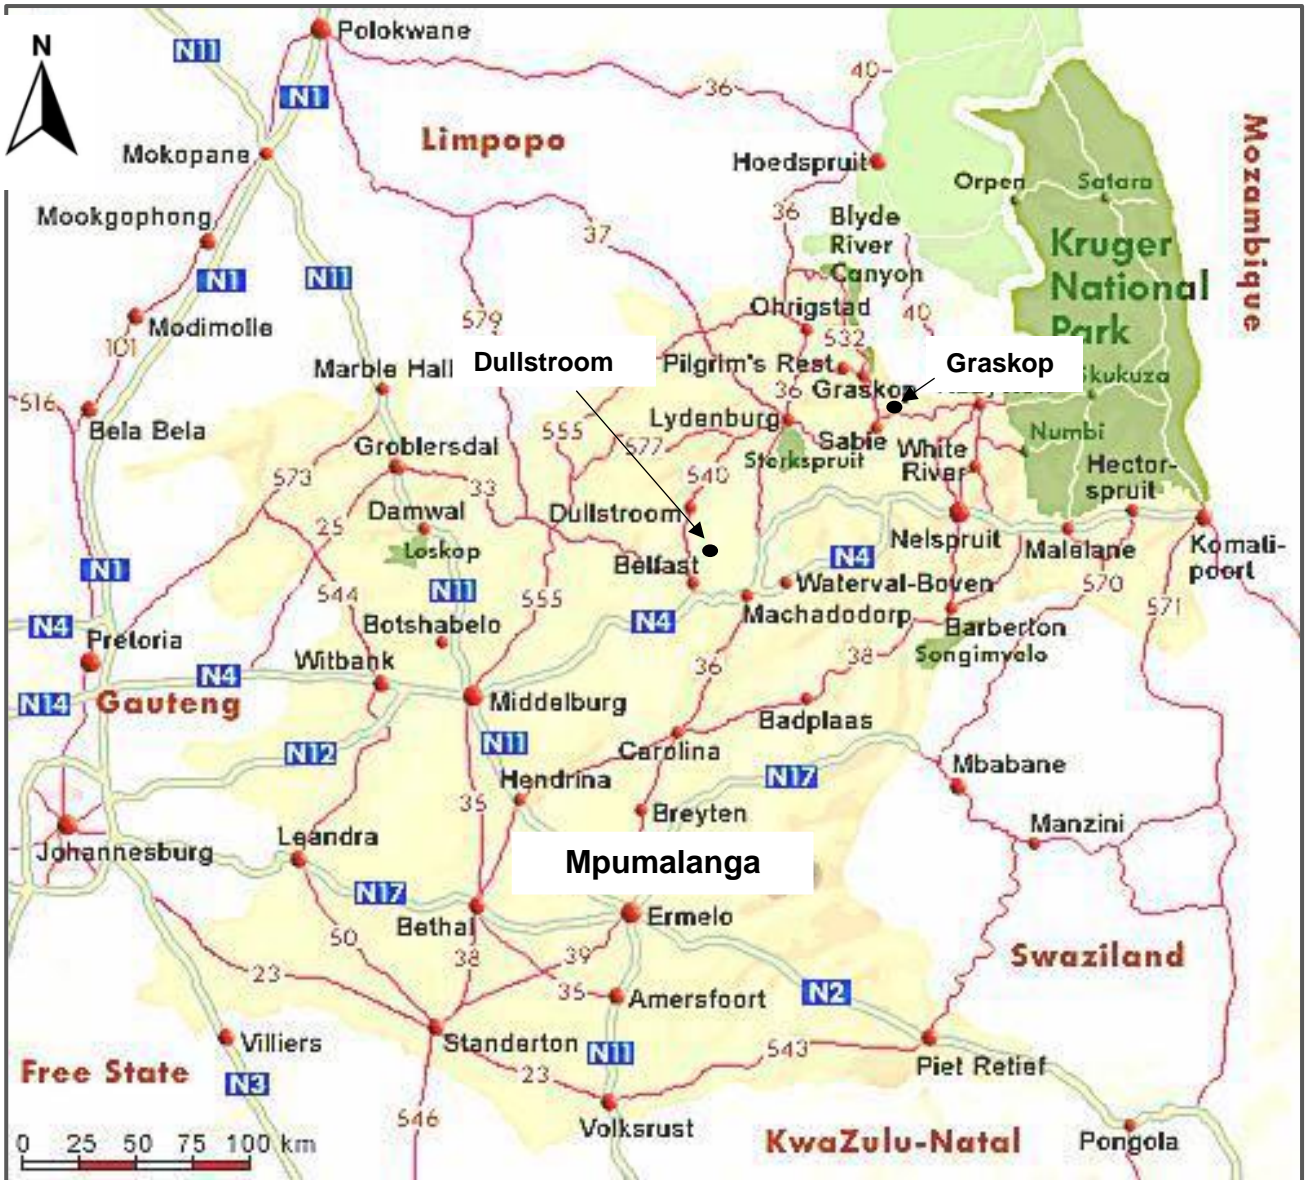 Polokwane
N11
N
36
40
N1
Limpopo
Mokopane
Hoedspruit
Mozambique
Orpen
Satara
Mookgophong
36
Blyde
River
Canyon
37
Kruger
National
Park
N1
N11
Ohrigstad
579
40
Modimolle
532
101
Dullstroom
Pilgrim's Rest
Graskop
Marble Hall
Skukuza
36
Graskop
516
Bela Bela
Lydenburg
555
577
Sabie
Numbi
Groblersdal
Sterkspruit
White
River
Hector-
spruit
573
33
540
Damwal
Dullstroom
25
Loskop
Nelspruit
Malelane
Komati-
poort
N1
Belfast
N4
Waterval-Boven
570
544
N11
555
571
N4
Botshabelo
N4
Machadodorp
Barberton
Pretoria
Songimvelo
Witbank
36
38
N4
N14
Gauteng
Middelburg
Badplaas
N12
N11
Carolina
Mbabane
Hendrina
N17
35
Breyten
Manzini
Leandra
Johannesburg
Mpumalanga
N17
Bethal
Ermelo
50
38
39
Swaziland
23
35
Amersfoort
N2
Villiers
Standerton
N11
543
Piet Retief
Free State
N3
23
546
Volksrust
KwaZulu-Natal
Pongola
0 25 50 75 100 km